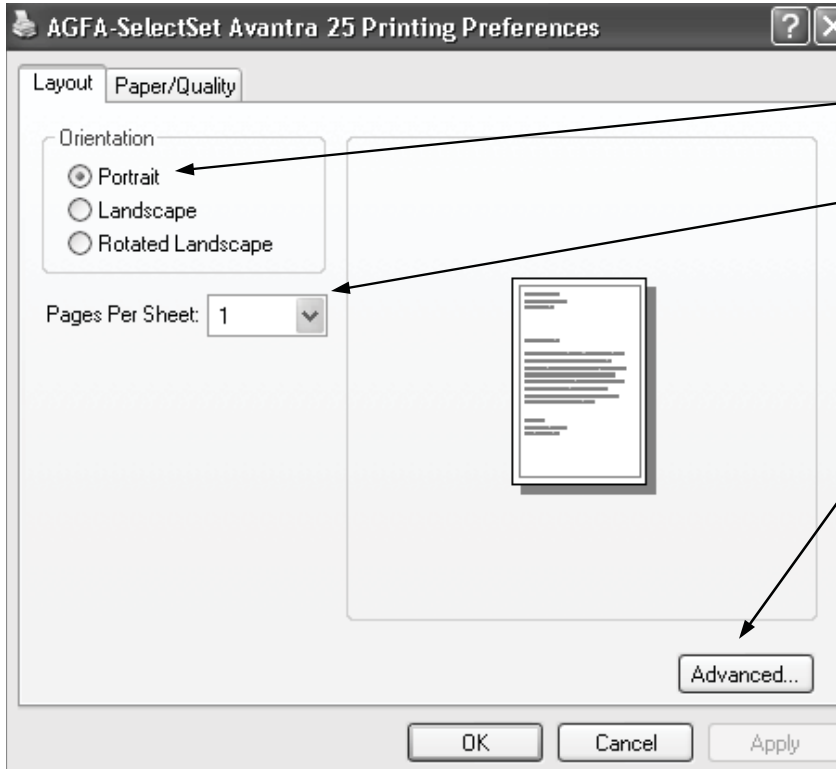 AGFA-SelectSet Avantra 25 Printing Preferences
Layout Paper/Quality
Orientation
Portrait
Landscape
Rotated Landscape
Pages Per Sheet: 1
Advanced...
OK Cancel Apply